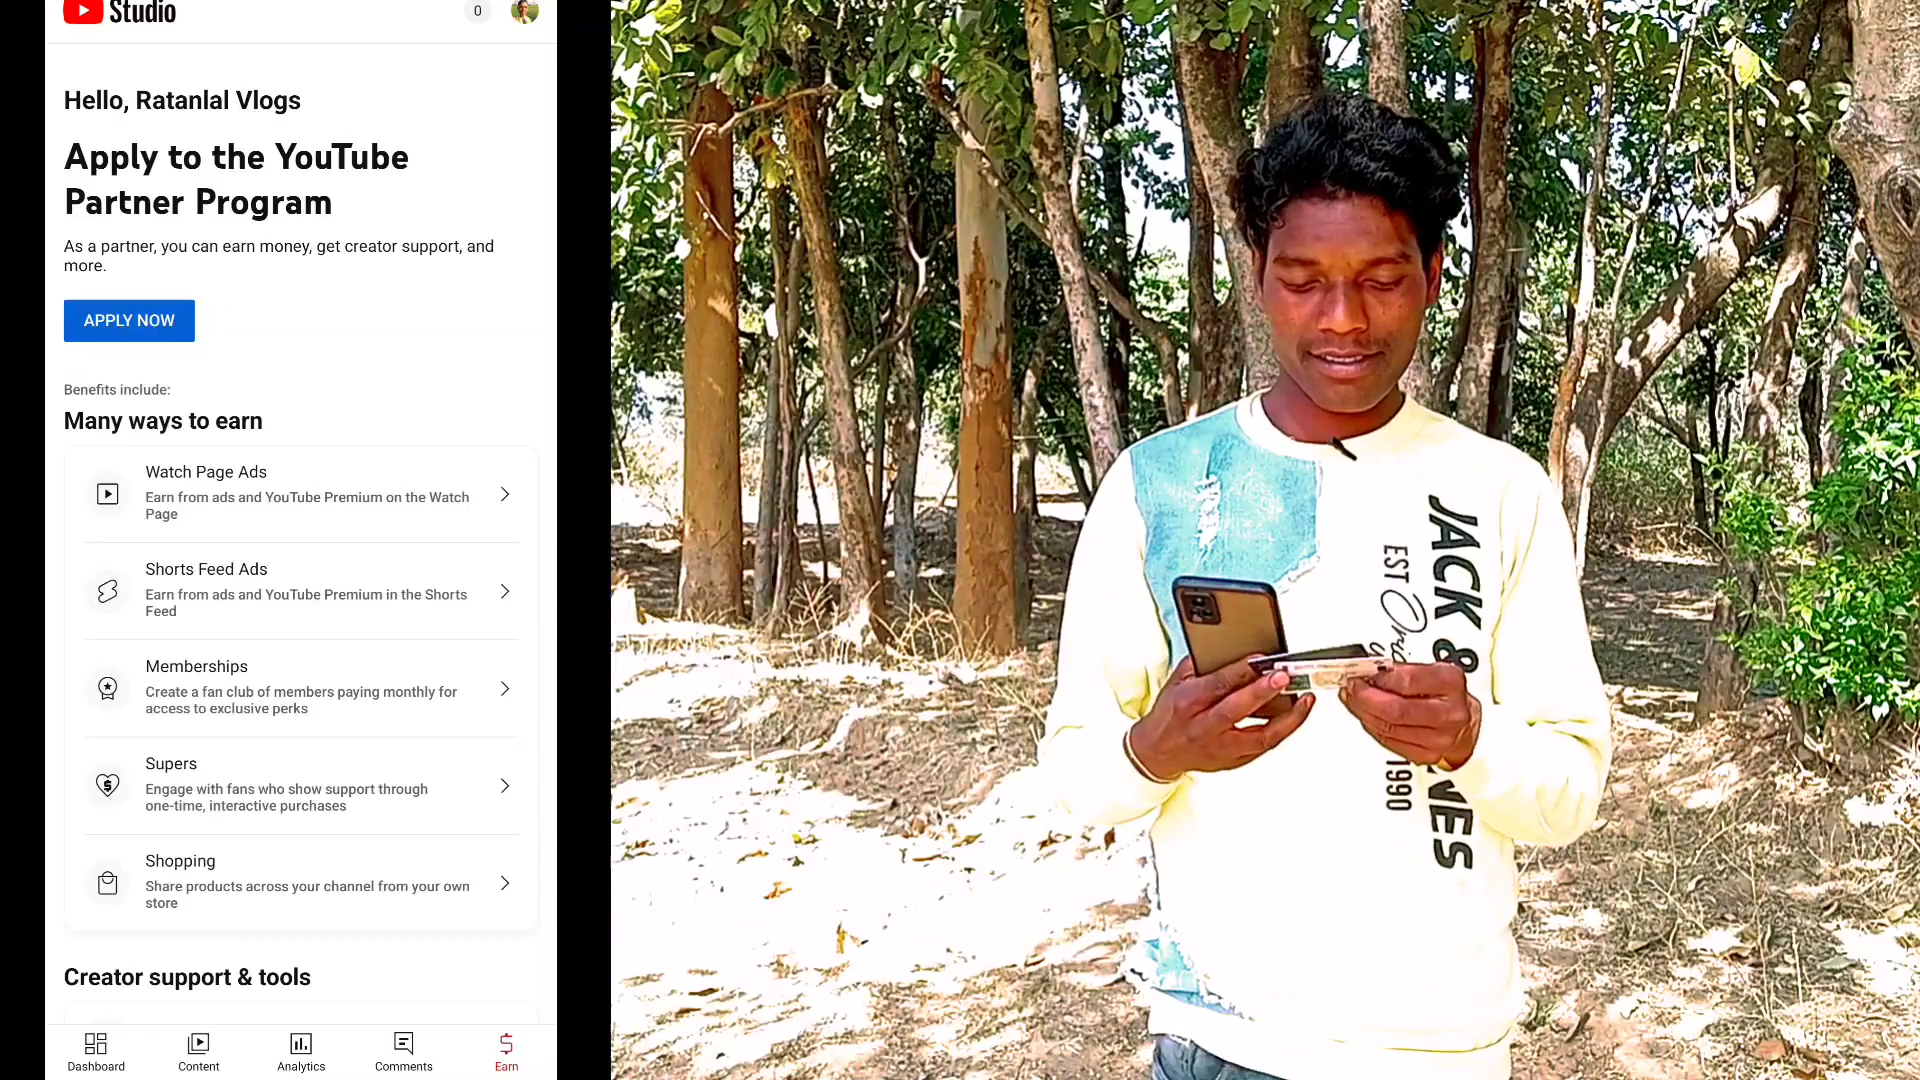 Studio
0
Hello, Ratanlal Vlogs
Apply to the YouTube
Partner Program
As a partner, you can earn money, get creator support, and
more.
APPLY NOW
Benefits include:
Many ways to earn
Watch Page Ads
Earn from ads and YouTube Premium on the Watch
Page
Shorts Feed Ads
Earn from ads and YouTube Premium in the Shorts
Feed
Memberships
Create a fan club of members paying monthly for
access to exclusive perks
Supers
Engage with fans who show support through
one-time, interactive purchases
Shopping
Share products across your channel from your own
store
Creator support & tools
Dashboard
Content
Analytics
Comments
Earn
JACK &
EST
1990